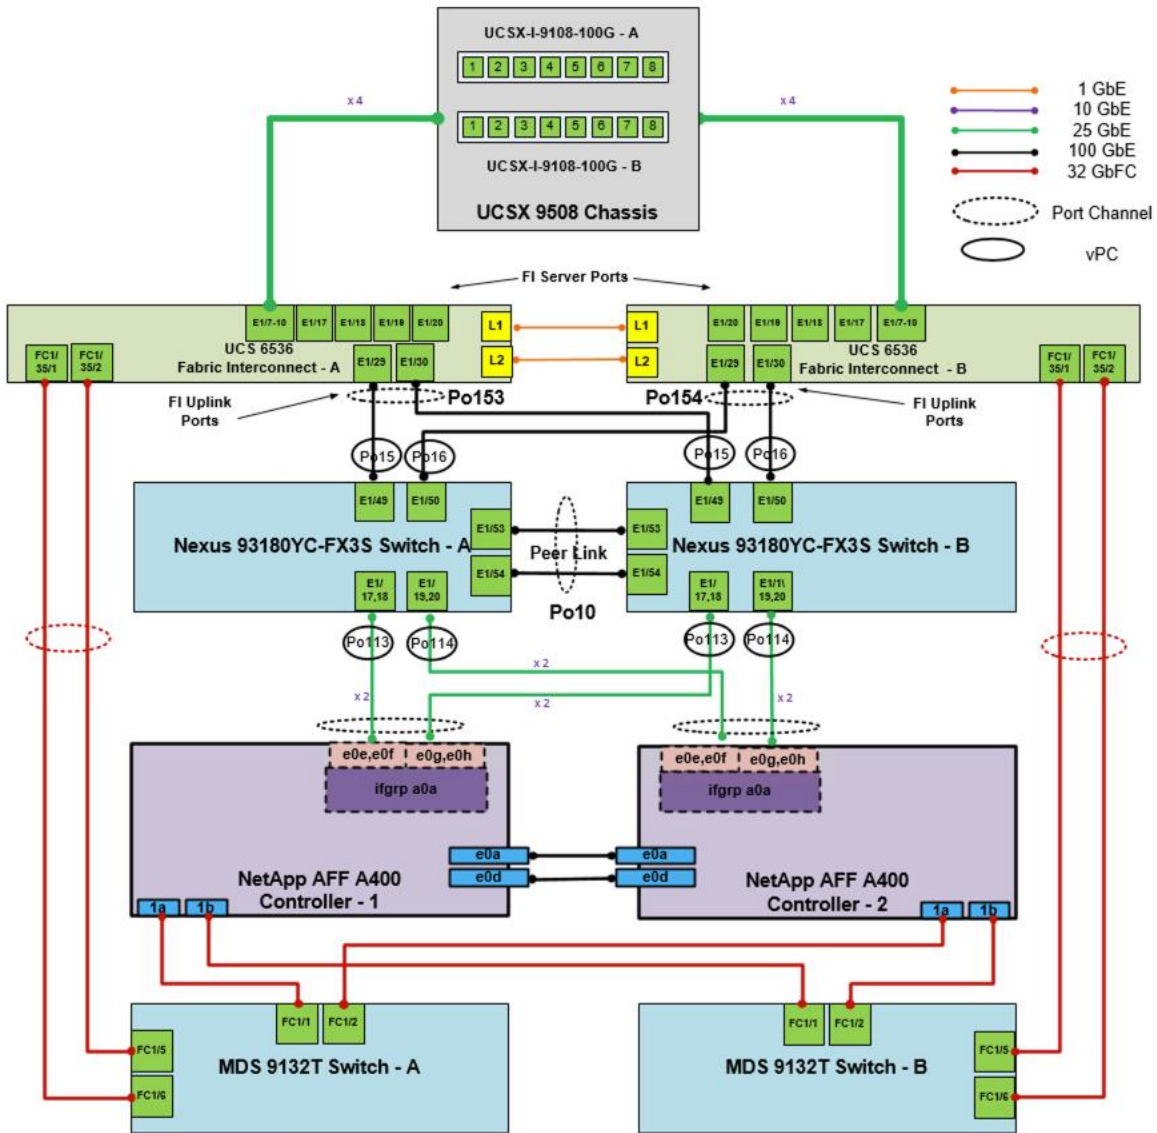 UCSX-I-9108-100G - A
1 2 3 4 5 6 7 8
1 2 3 4 5 6 7 8
UCSX-I-9108-100G - B
UCSX 9508 Chassis
x 4
x 4
1 GbE
10 GbE
25 GbE
100 GbE
32 GbFC
Port Channel
vPC
FI Server Ports
E1/7-10 E1/17 E1/18 E1/19 E1/20
L1
L2
FC1/
35/1
FC1/
35/2
UCS 6536
Fabric Interconnect - A
E1/29
E1/30
L1
L2
E1/20 E1/19 E1/18 E1/17 E1/7-10
E1/29
E1/30
UCS 6536
Fabric Interconnect - B
FC1/
35/1
FC1/
35/2
FI Uplink
Ports
Po153
Po154
FI Uplink
Ports
Po15
Po16
Po15
Po16
E1/49
E1/50
E1/53
E1/54
Nexus 93180YC-FX3S Switch - A
E1/
17,18
E1/
19,20
Peer Link
Po10
E1/49
E1/50
E1/53
E1/54
Nexus 93180YC-FX3S Switch - B
E1/
17,18
E1/1\
19,20
Po113
Po114
Po113
Po114
x 2
x 2
x 2
x 2
e0e,e0f
e0g,e0h
ifgrp a0a
e0e,e0f
e0g,e0h
ifgrp a0a
e0a
e0d
e0a
e0d
NetApp AFF A400
Controller - 1
1a
1b
NetApp AFF A400
Controller - 2
1a
1b
FC1/1
FC1/2
FC1/5
FC1/6
MDS 9132T Switch - A
FC1/1
FC1/2
FC1/5
FC1/6
MDS 9132T Switch - B